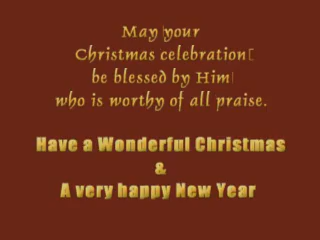 May your
Christmas celebration
be blessed by Him
who is worthy of all praise.
Have a Wonderful Christmas
&
A very happy New Year